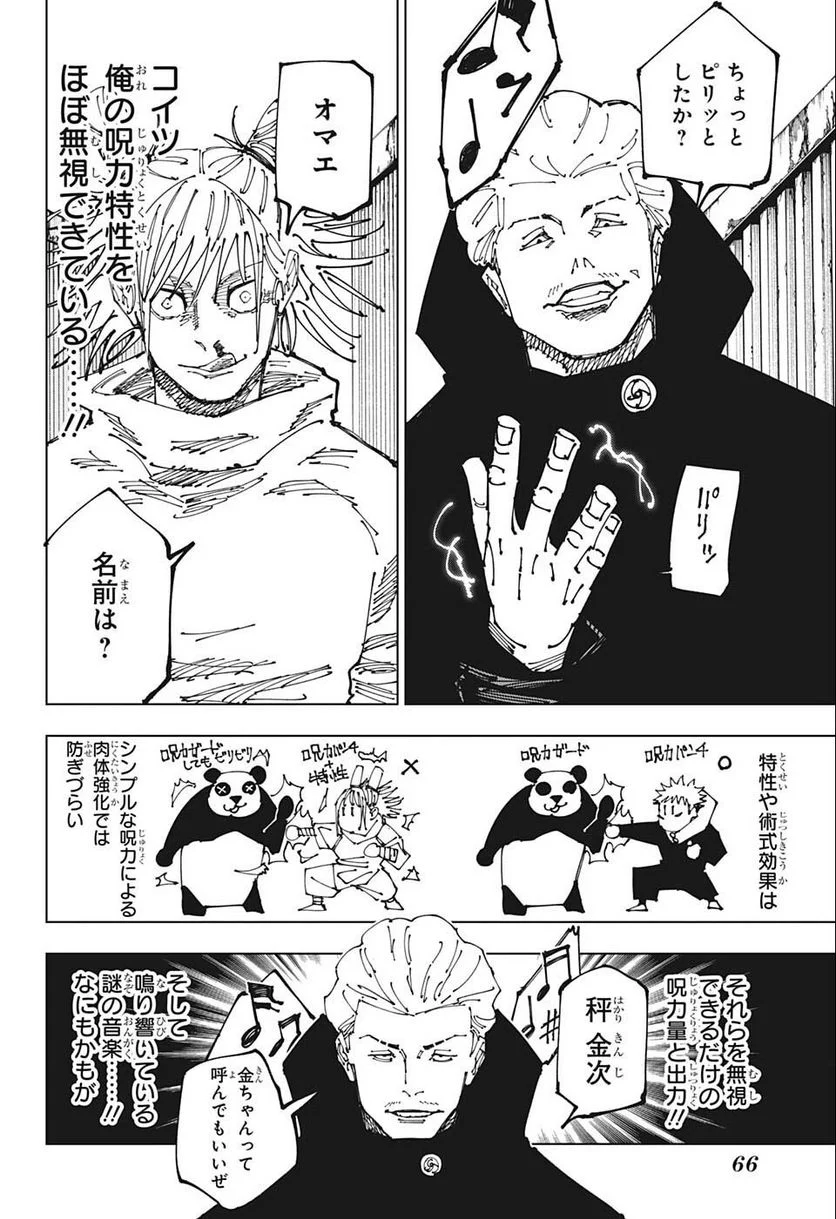 ちょっと
ピリッと
したか?
パリッ
オマエ
コイツ
俺の呪力特性を
ほぼ無視できている………!!
名前は?
特性や術式効果は
呪力パンチ
呪力ガード
呪力パンチ
+
特性
呪力ガード
してもビリビリ
シンプルな呪力による
肉体強化では
防ぎづらい
それらを無視
できるだけの
呪力量と出力!!
秤 金次
金ちゃんって
呼んでもいいぜ
そして
鳴り響いている
謎の音楽……!!
なにもかもが
66